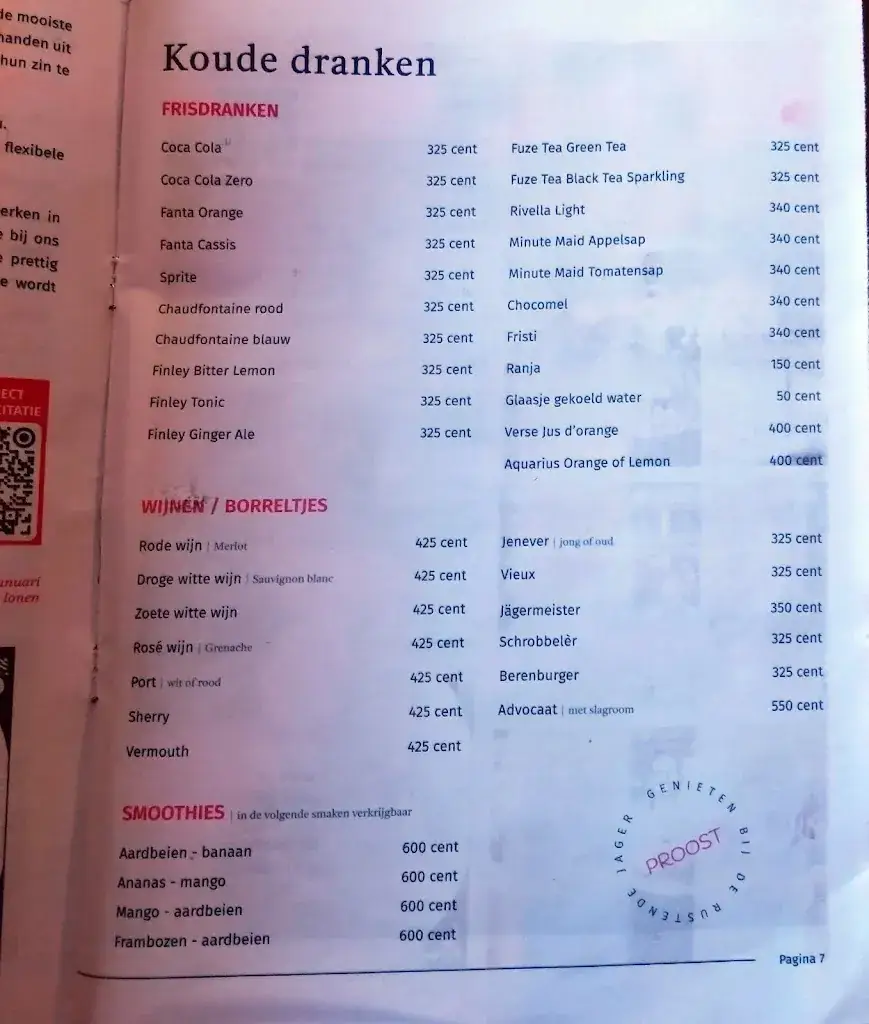 de mooiste
handen uit
hun zin te
flexibele
erken in
bij ons
prettig
e wordt
ECT
CITATIE
anuari
lonen
Koude dranken
FRISDRANKEN
Coca Cola 325 cent
Coca Cola Zero 325 cent
Fanta Orange 325 cent
Fanta Cassis 325 cent
Sprite 325 cent
Chaudfontaine rood 325 cent
Chaudfontaine blauw 325 cent
Finley Bitter Lemon 325 cent
Finley Tonic 325 cent
Finley Ginger Ale 325 cent
Fuze Tea Green Tea 325 cent
Fuze Tea Black Tea Sparkling 325 cent
Rivella Light 340 cent
Minute Maid Appelsap 340 cent
Minute Maid Tomatensap 340 cent
Chocomel 340 cent
Fristi 340 cent
Ranja 150 cent
Glaasje gekoeld water 50 cent
Verse Jus d'orange 400 cent
Aquarius Orange of Lemon 400 cent
WIJNEN / BORRELTJES
Rode wijn | Merlot 425 cent
Droge witte wijn | Sauvignon blanc 425 cent
Zoete witte wijn 425 cent
Rosé wijn | Grenache 425 cent
Port | wit of rood 425 cent
Sherry 425 cent
Vermouth 425 cent
Jenever | jong of oud 325 cent
Vieux 325 cent
Jägermeister 350 cent
Schrobbelèr 325 cent
Berenburger 325 cent
Advocaat | met slagroom 550 cent
SMOOTHIES | in de volgende smaken verkrijgbaar
Aardbeien - banaan 600 cent
Ananas - mango 600 cent
Mango - aardbeien 600 cent
Frambozen - aardbeien 600 cent
GENIETEN BIJ DE RUSTENDE JAGER
PROOST
Pagina 7